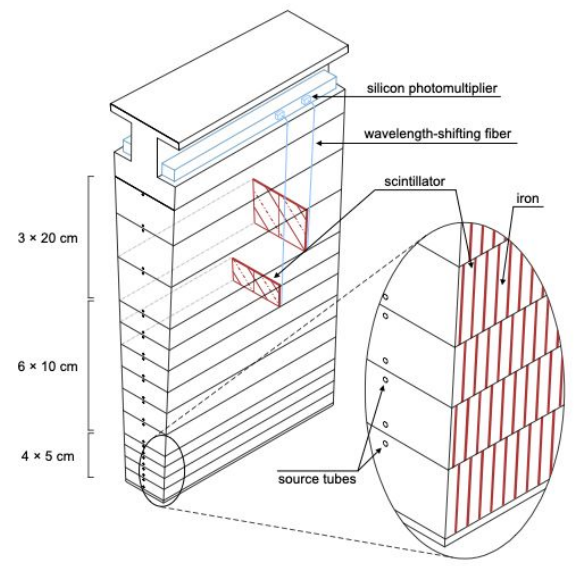 silicon photomultiplier
wavelength-shifting fiber
scintillator
iron
3 × 20 cm
6 × 10 cm
4 × 5 cm
source tubes